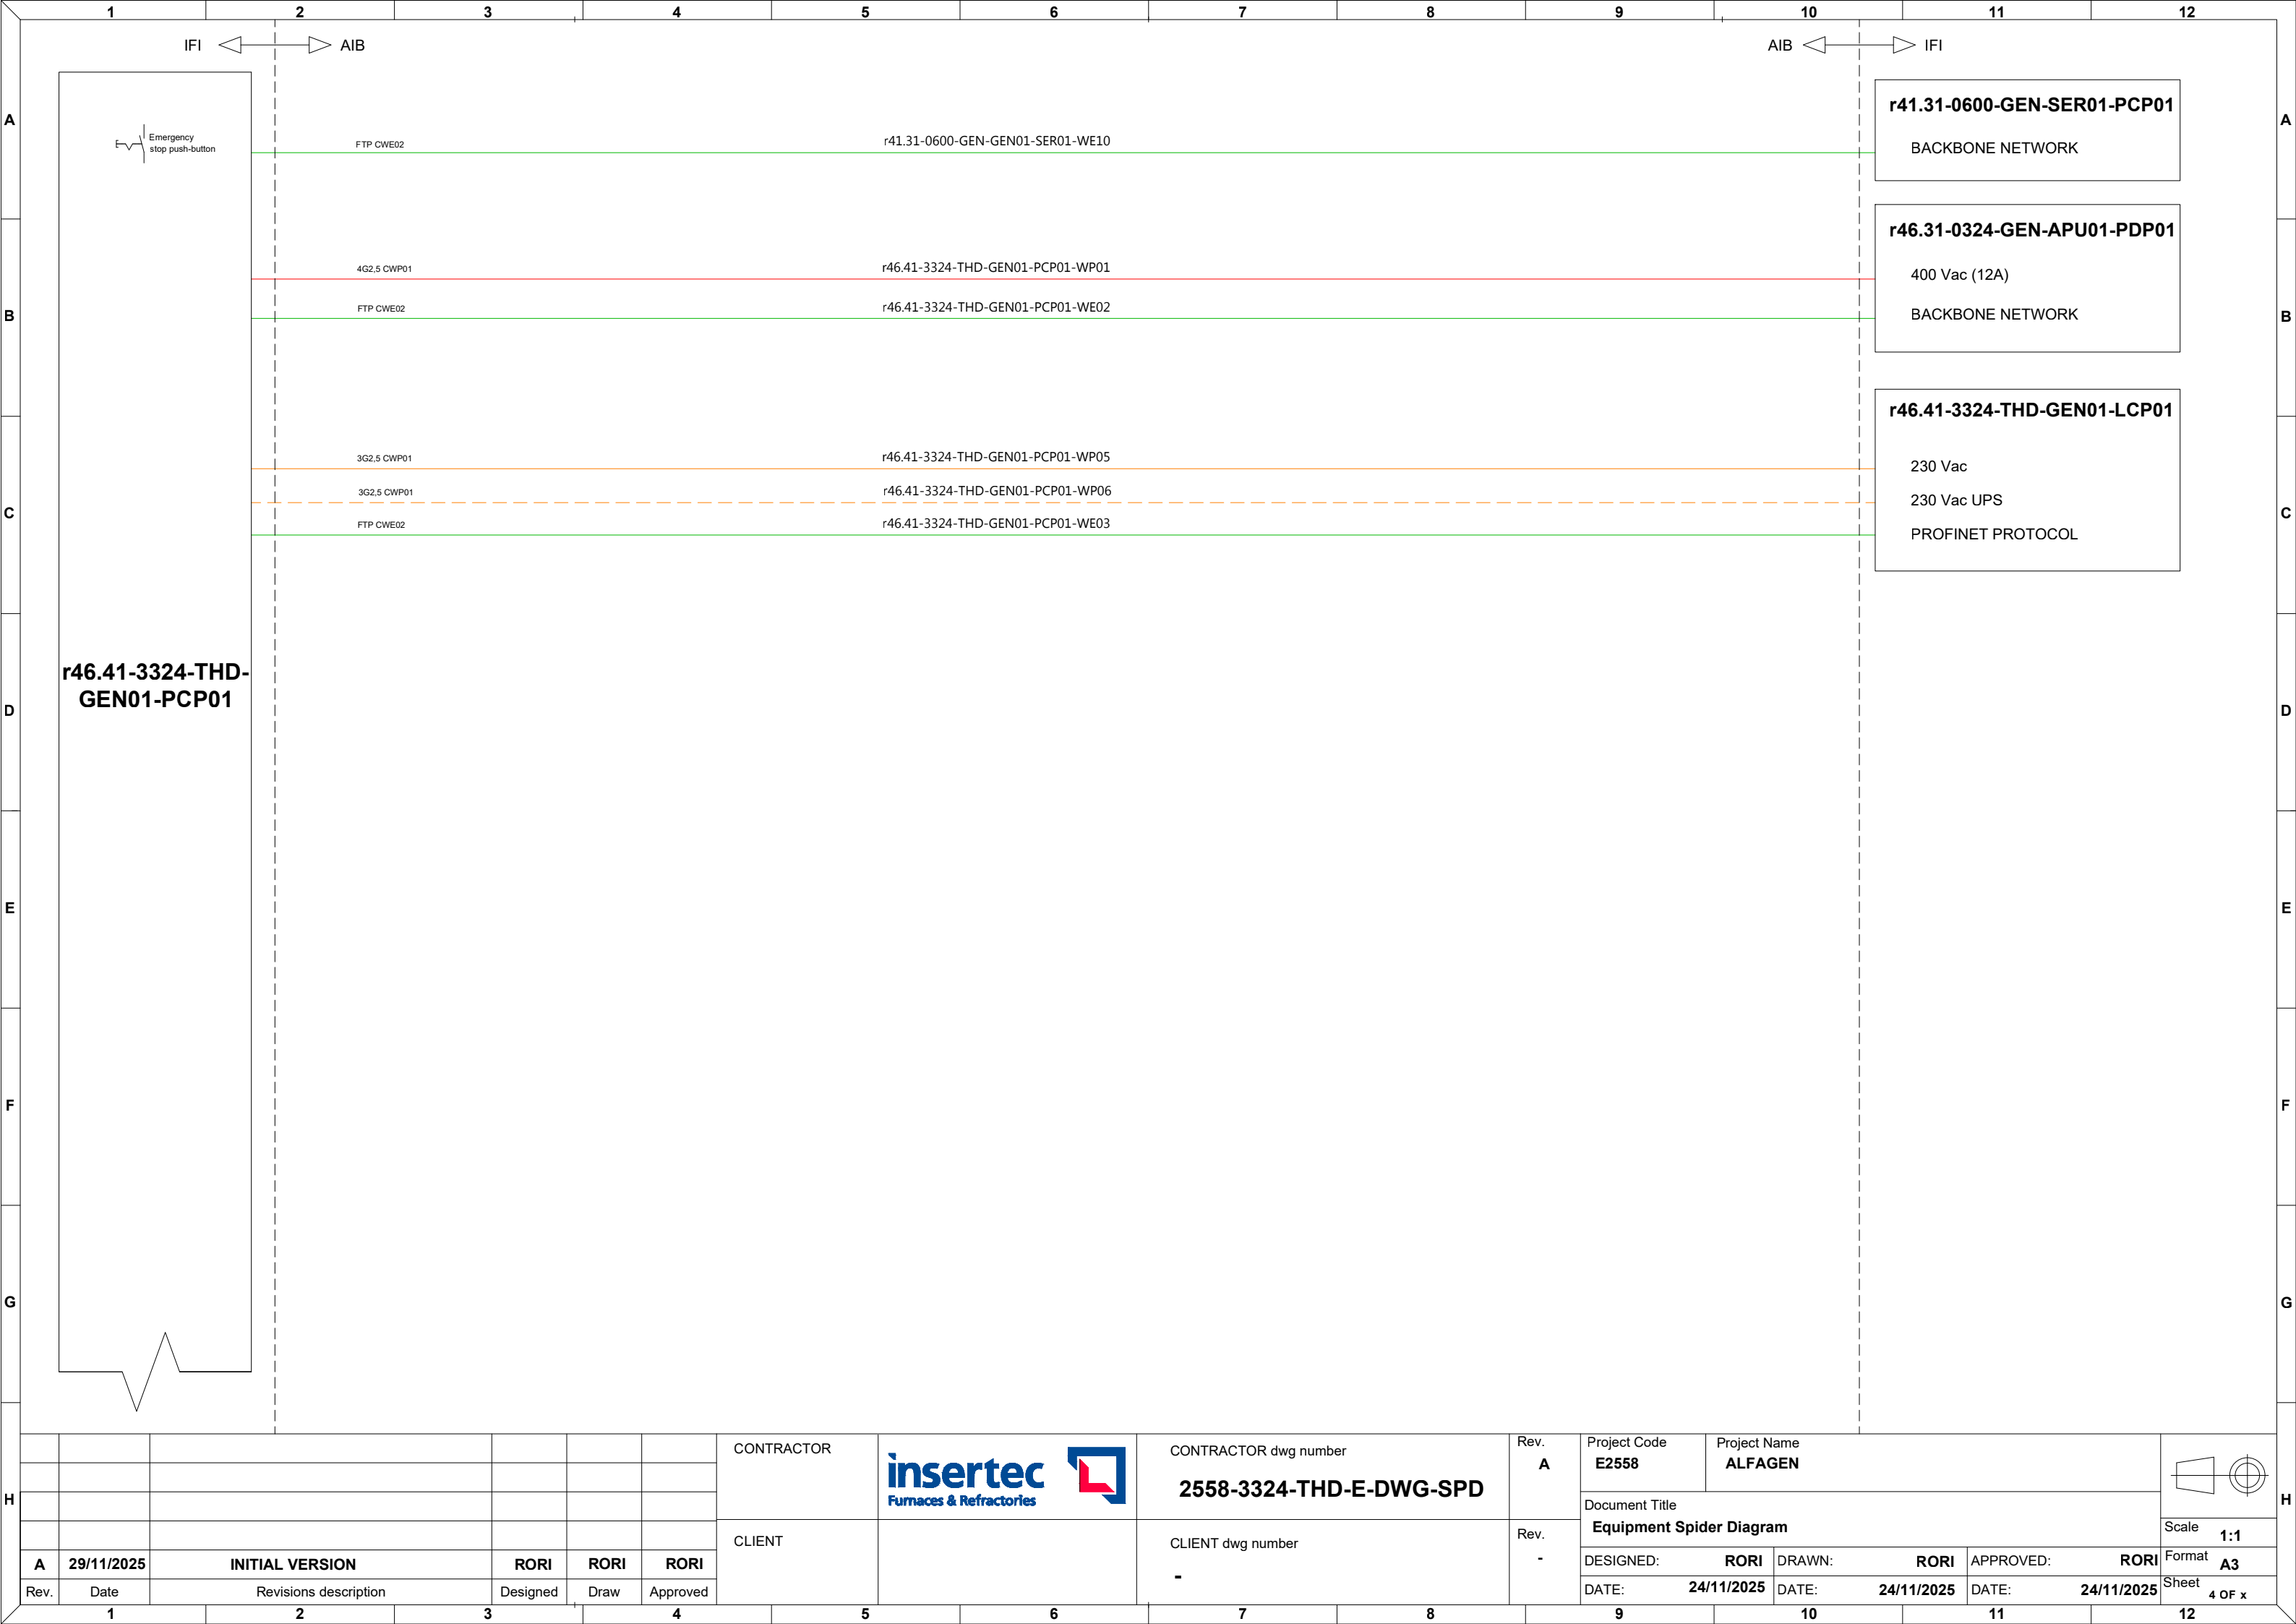 1 2 3 4 5 6 7 8 9 10 11 12
IFI AIB
AIB IFI
A A
B B
C C
D D
E E
F F
G G
H H
Emergency
stop push-button
r46.41-3324-THD-
GEN01-PCP01
FTP CWE02
r41.31-0600-GEN-GEN01-SER01-WE10
r41.31-0600-GEN-SER01-PCP01
BACKBONE NETWORK
r46.31-0324-GEN-APU01-PDP01
4G2,5 CWP01
r46.41-3324-THD-GEN01-PCP01-WP01
400 Vac (12A)
FTP CWE02
r46.41-3324-THD-GEN01-PCP01-WE02
BACKBONE NETWORK
r46.41-3324-THD-GEN01-LCP01
3G2,5 CWP01
r46.41-3324-THD-GEN01-PCP01-WP05
230 Vac
3G2,5 CWP01
r46.41-3324-THD-GEN01-PCP01-WP06
230 Vac UPS
FTP CWE02
r46.41-3324-THD-GEN01-PCP01-WE03
PROFINET PROTOCOL
A 29/11/2025 INITIAL VERSION RORI RORI RORI
Rev. Date Revisions description Designed Draw Approved
CONTRACTOR
insertec
Furnaces & Refractories
CLIENT
CONTRACTOR dwg number
2558-3324-THD-E-DWG-SPD
CLIENT dwg number
-
Rev.
A
Rev.
-
Project Code
E2558
Project Name
ALFAGEN
Document Title
Equipment Spider Diagram
DESIGNED: RORI DRAWN: RORI APPROVED: RORI
DATE: 24/11/2025 DATE: 24/11/2025 DATE: 24/11/2025
Scale
1:1
Format
A3
Sheet
4 OF x
1 2 3 4 5 6 7 8 9 10 11 12